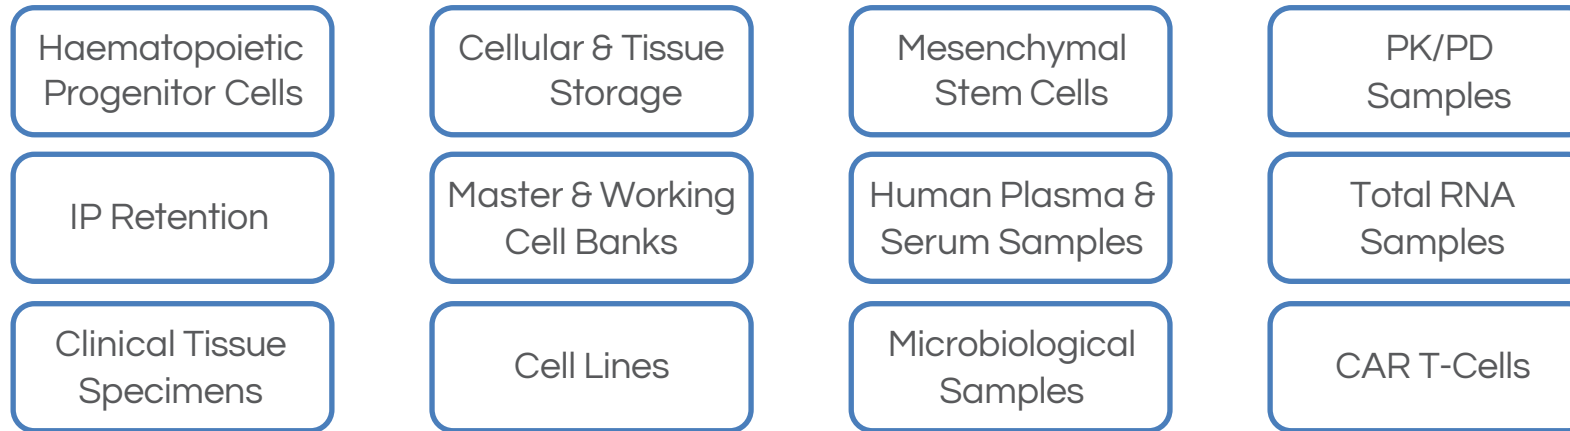 Haematopoietic
Progenitor Cells
Cellular & Tissue
Storage
Mesenchymal
Stem Cells
PK/PD
Samples
IP Retention
Master & Working
Cell Banks
Human Plasma &
Serum Samples
Total RNA
Samples
Clinical Tissue
Specimens
Cell Lines
Microbiological
Samples
CAR T-Cells